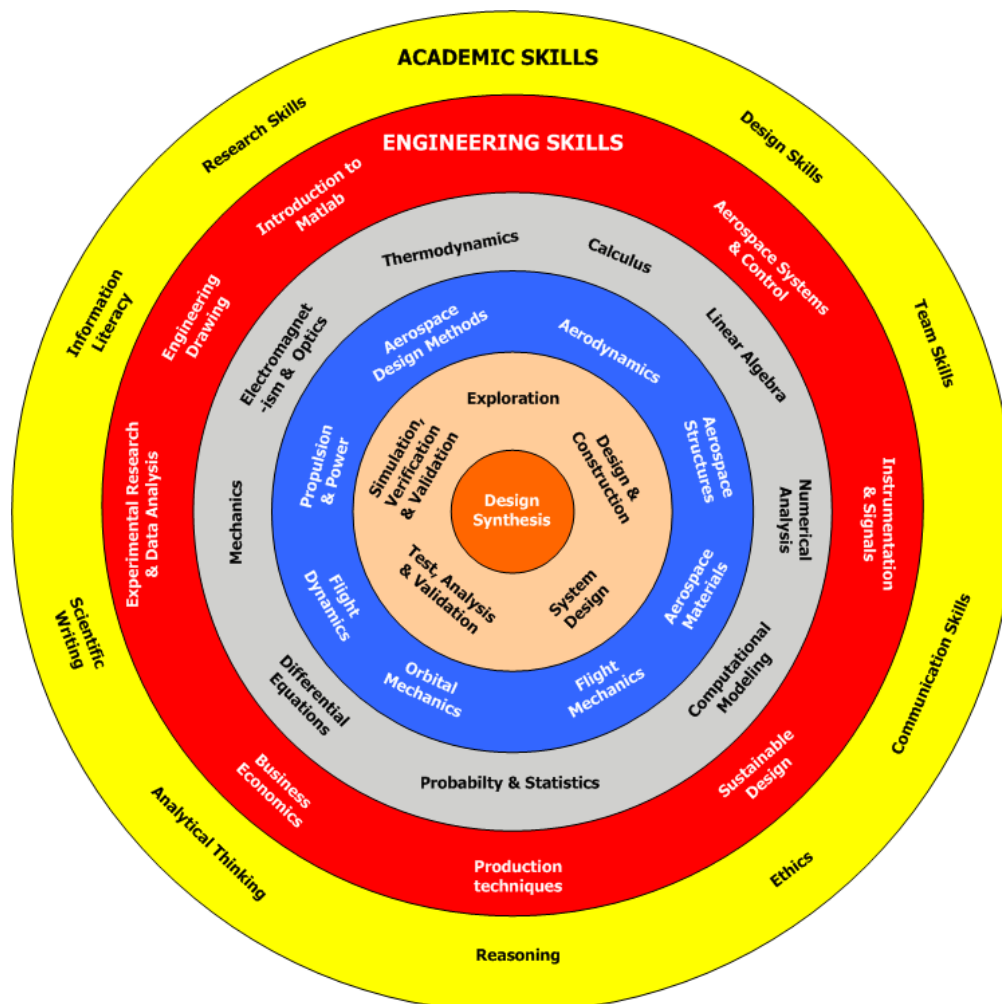 ACADEMIC SKILLS
Research Skills
Design Skills
Information
Literacy
Team Skills
Scientific
Writing
Communication Skills
Analytical Thinking
Ethics
Reasoning
ENGINEERING SKILLS
Introduction to
Matlab
Aerospace Systems
& Control
Engineering
Drawing
Instrumentation
& Signals
Experimental Research
& Data Analysis
Sustainable
Design
Business
Economics
Production
techniques
Thermodynamics
Calculus
Electromagnet
-ism & Optics
Linear Algebra
Mechanics
Numerical
Analysis
Differential
Equations
Computational
Modeling
Probabilty & Statistics
Aerospace
Design Methods
Aerodynamics
Propulsion
& Power
Aerospace
Structures
Flight
Dynamics
Aerospace
Materials
Orbital
Mechanics
Flight
Mechanics
Exploration
Simulation,
Verification
& Validation
Design &
Construction
Test, Analysis
& Validation
System
Design
Design
Synthesis